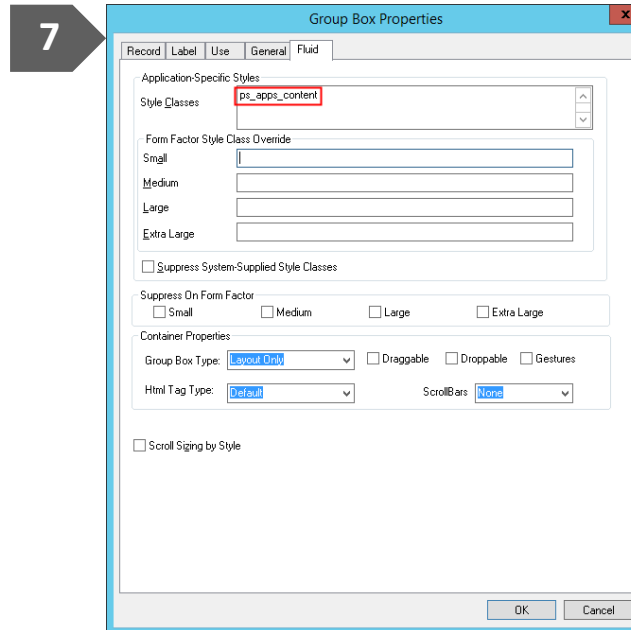 7
Group Box Properties
x
Record Label Use General Fluid
Application-Specific Styles
Style Classes ps_apps_content
Form Factor Style Class Override
Small
Medium
Large
Extra Large
Suppress System-Supplied Style Classes
Suppress On Form Factor
Small Medium Large Extra Large
Container Properties
Group Box Type: Layout Only Draggable Droppable Gestures
Html Tag Type: Default ScrollBars None
Scroll Sizing by Style
OK Cancel